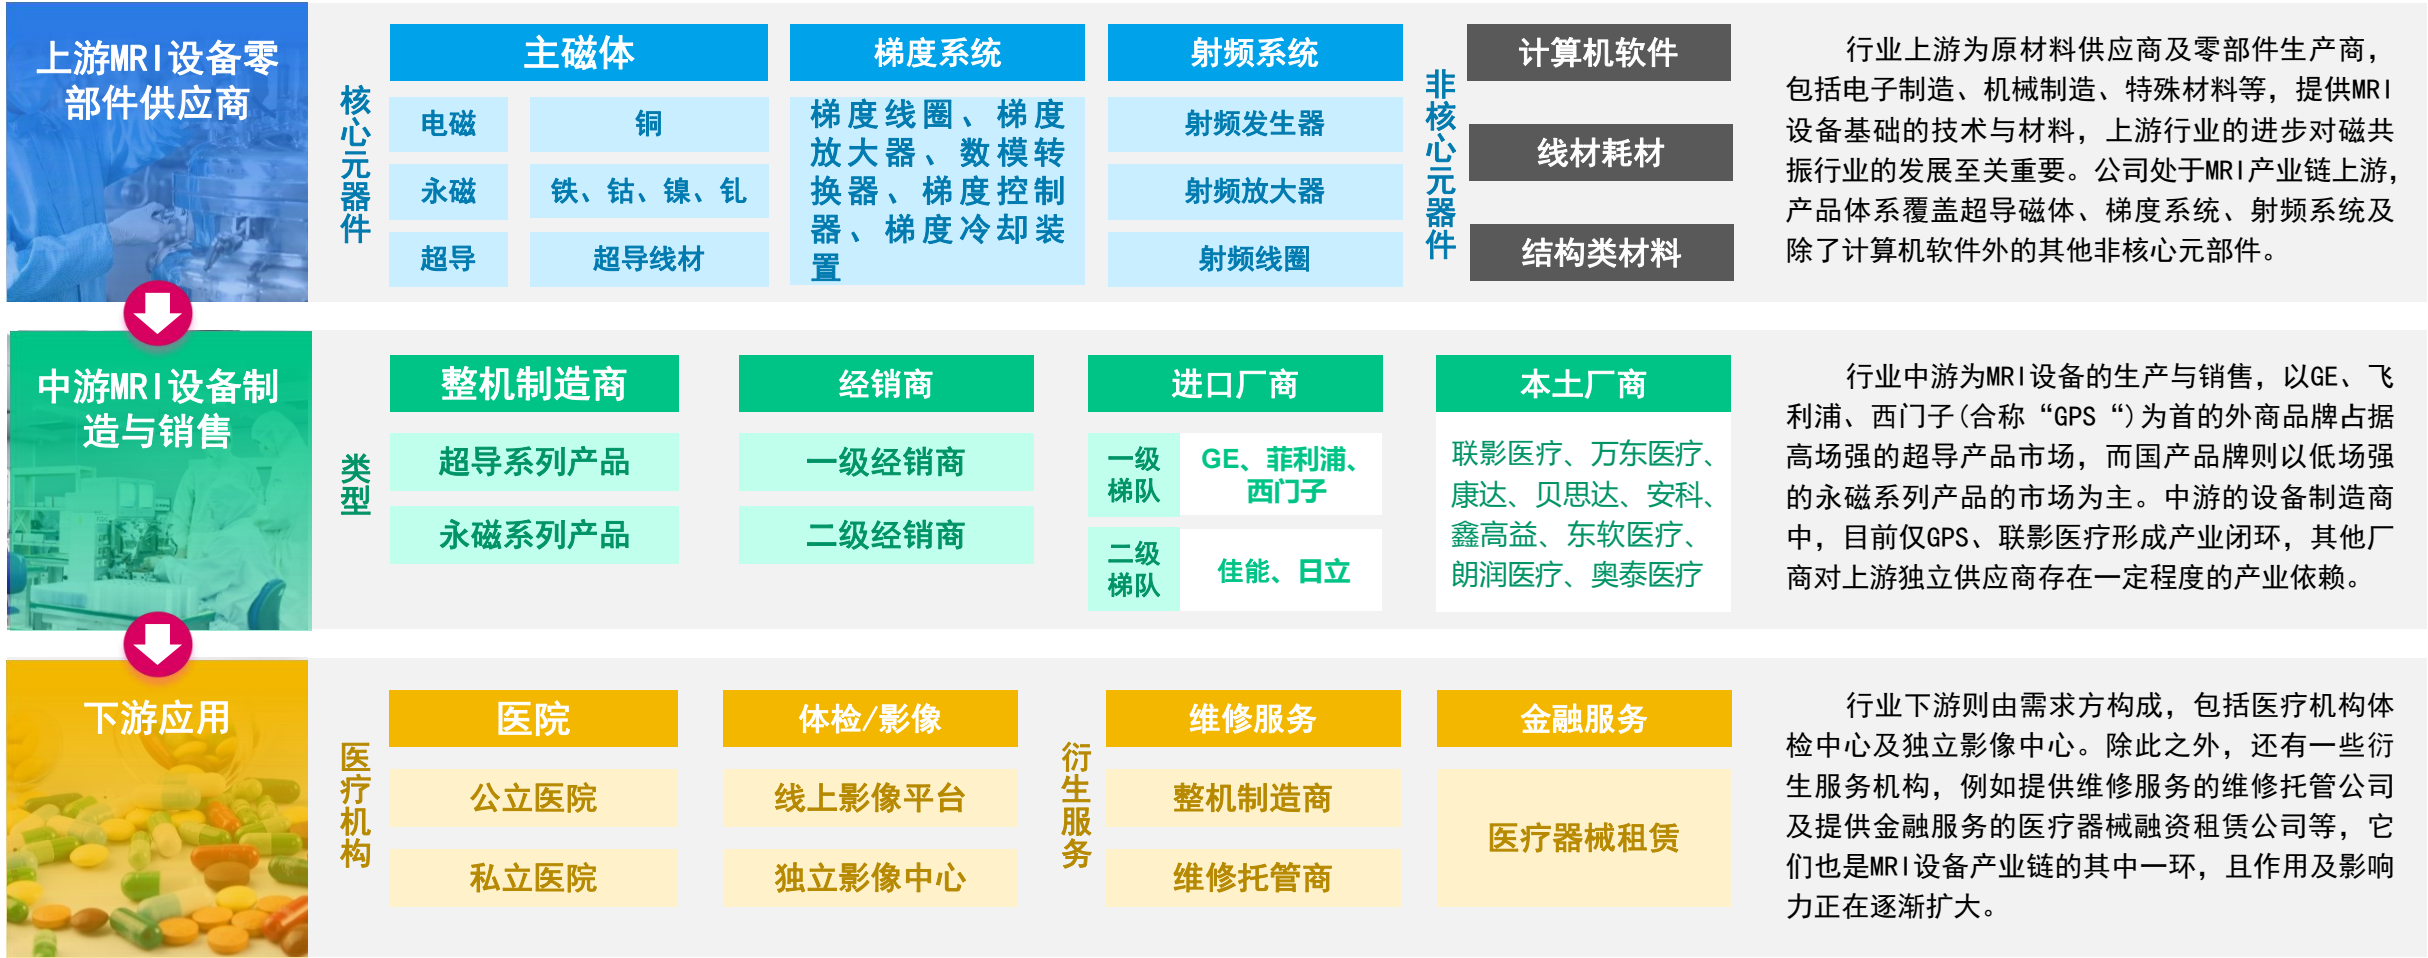 上游MRI设备零
部件供应商
核心元器件
主磁体
电磁
铜
永磁
铁、钴、镍、钆
超导
超导线材
梯度系统
梯度线圈、梯度
放大器、数模转
换器、梯度控制
器、梯度冷却装
置
射频系统
射频发生器
射频放大器
射频线圈
非核心元器件
计算机软件
线材耗材
结构类材料
行业上游为原材料供应商及零部件生产商，
包括电子制造、机械制造、特殊材料等，提供MRI
设备基础的技术与材料，上游行业的进步对磁共
振行业的发展至关重要。公司处于MRI产业链上游，
产品体系覆盖超导磁体、梯度系统、射频系统及
除了计算机软件外的其他非核心元部件。
中游MRI设备制
造与销售
类型
整机制造商
超导系列产品
永磁系列产品
经销商
一级经销商
二级经销商
进口厂商
一级
梯队
GE、菲利浦、
西门子
二级
梯队
佳能、日立
本土厂商
联影医疗、万东医疗、
康达、贝思达、安科、
鑫高益、东软医疗、
朗润医疗、奥泰医疗
行业中游为MRI设备的生产与销售，以GE、飞
利浦、西门子(合称“GPS“)为首的外商品牌占据
高场强的超导产品市场，而国产品牌则以低场强
的永磁系列产品的市场为主。中游的设备制造商
中，目前仅GPS、联影医疗形成产业闭环，其他厂
商对上游独立供应商存在一定程度的产业依赖。
下游应用
医疗机构
医院
公立医院
私立医院
体检/影像
线上影像平台
独立影像中心
衍生服务
维修服务
整机制造商
维修托管商
金融服务
医疗器械租赁
行业下游则由需求方构成，包括医疗机构体
检中心及独立影像中心。除此之外，还有一些衍
生服务机构，例如提供维修服务的维修托管公司
及提供金融服务的医疗器械融资租赁公司等，它
们也是MRI设备产业链的其中一环，且作用及影响
力正在逐渐扩大。